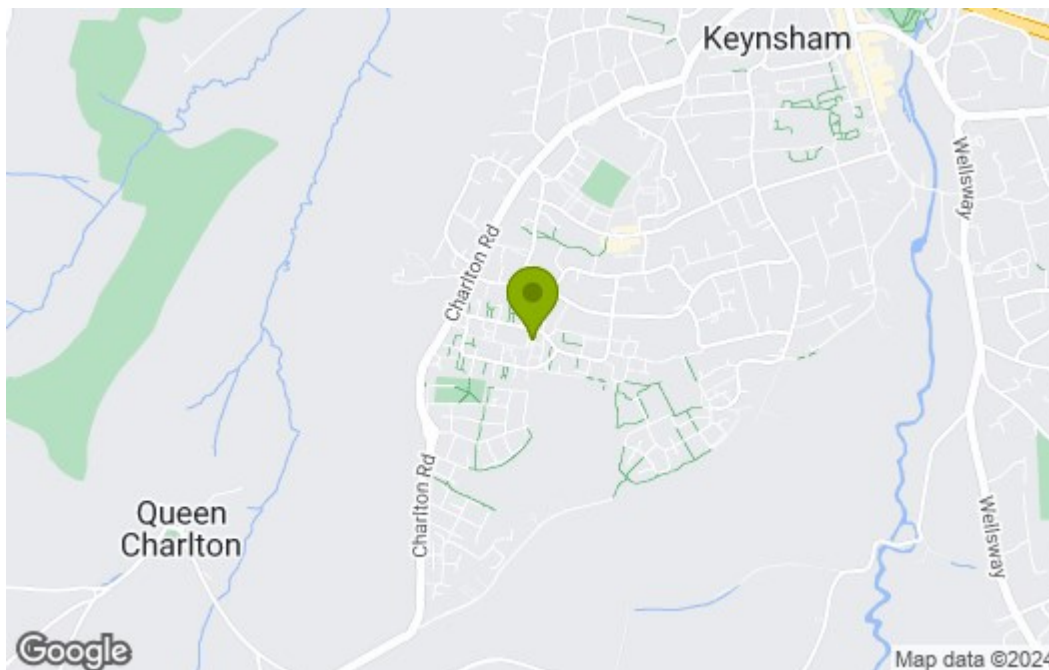 Keynsham
Wellsway
Charlton Rd
Charlton Rd
Queen
Charlton
Wellsway
Google
Map data ©2024